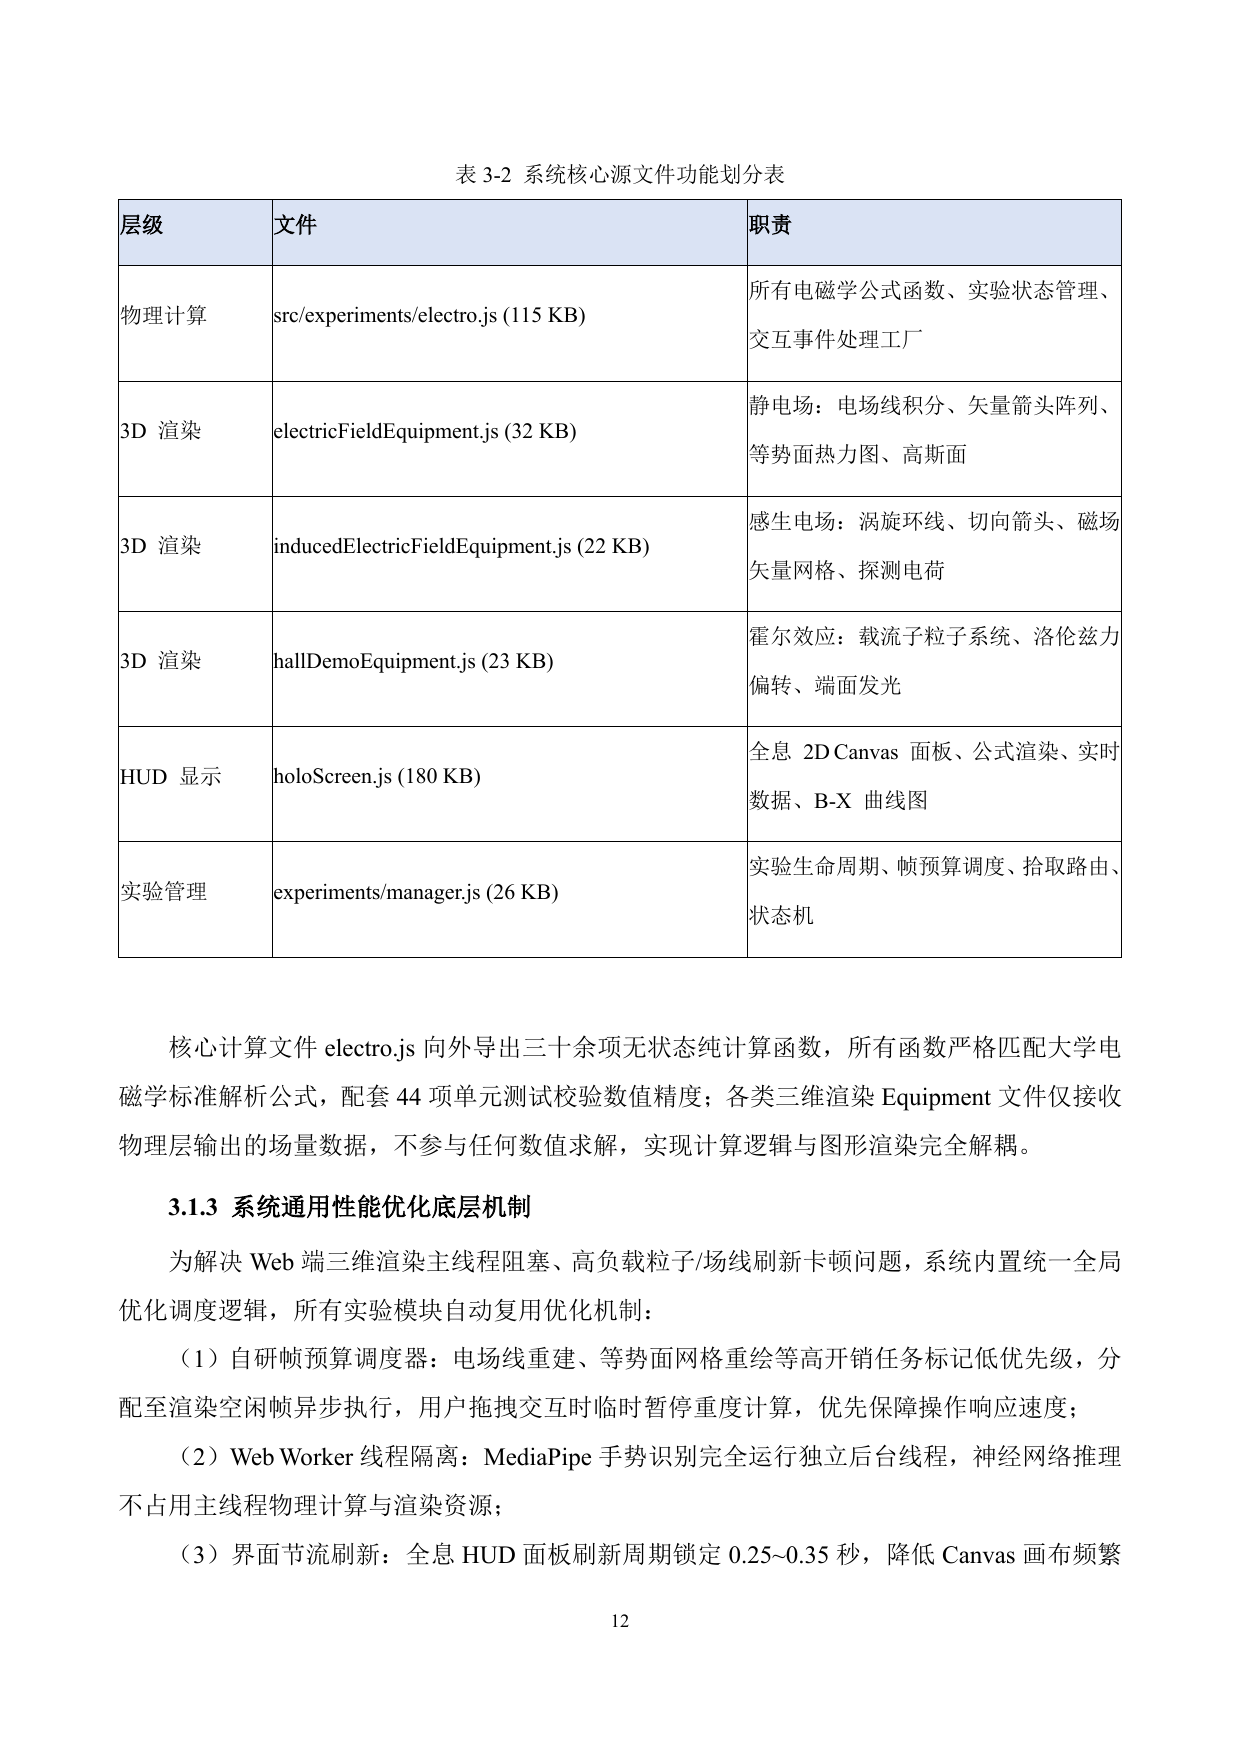 表 3-2 系统核心源文件功能划分表
层级 文件 职责
物理计算 src/experiments/electro.js (115 KB) 所有电磁学公式函数、实验状态管理、
交互事件处理工厂
3D 渲染 electricFieldEquipment.js (32 KB) 静电场：电场线积分、矢量箭头阵列、
等势面热力图、高斯面
3D 渲染 inducedElectricFieldEquipment.js (22 KB) 感生电场：涡旋环线、切向箭头、磁场
矢量网格、探测电荷
3D 渲染 hallDemoEquipment.js (23 KB) 霍尔效应：载流子粒子系统、洛伦兹力
偏转、端面发光
HUD 显示 holoScreen.js (180 KB) 全息 2D Canvas 面板、公式渲染、实时
数据、B-X 曲线图
实验管理 experiments/manager.js (26 KB) 实验生命周期、帧预算调度、拾取路由、
状态机
核心计算文件 electro.js 向外导出三十余项无状态纯计算函数，所有函数严格匹配大学电
磁学标准解析公式，配套 44 项单元测试校验数值精度；各类三维渲染 Equipment 文件仅接收
物理层输出的场量数据，不参与任何数值求解，实现计算逻辑与图形渲染完全解耦。
3.1.3 系统通用性能优化底层机制
为解决 Web 端三维渲染主线程阻塞、高负载粒子/场线刷新卡顿问题，系统内置统一全局
优化调度逻辑，所有实验模块自动复用优化机制：
（1）自研帧预算调度器：电场线重建、等势面网格重绘等高开销任务标记低优先级，分
配至渲染空闲帧异步执行，用户拖拽交互时临时暂停重度计算，优先保障操作响应速度；
（2）Web Worker 线程隔离：MediaPipe 手势识别完全运行独立后台线程，神经网络推理
不占用主线程物理计算与渲染资源；
（3）界面节流刷新：全息 HUD 面板刷新周期锁定 0.25~0.35 秒，降低 Canvas 画布频繁
12